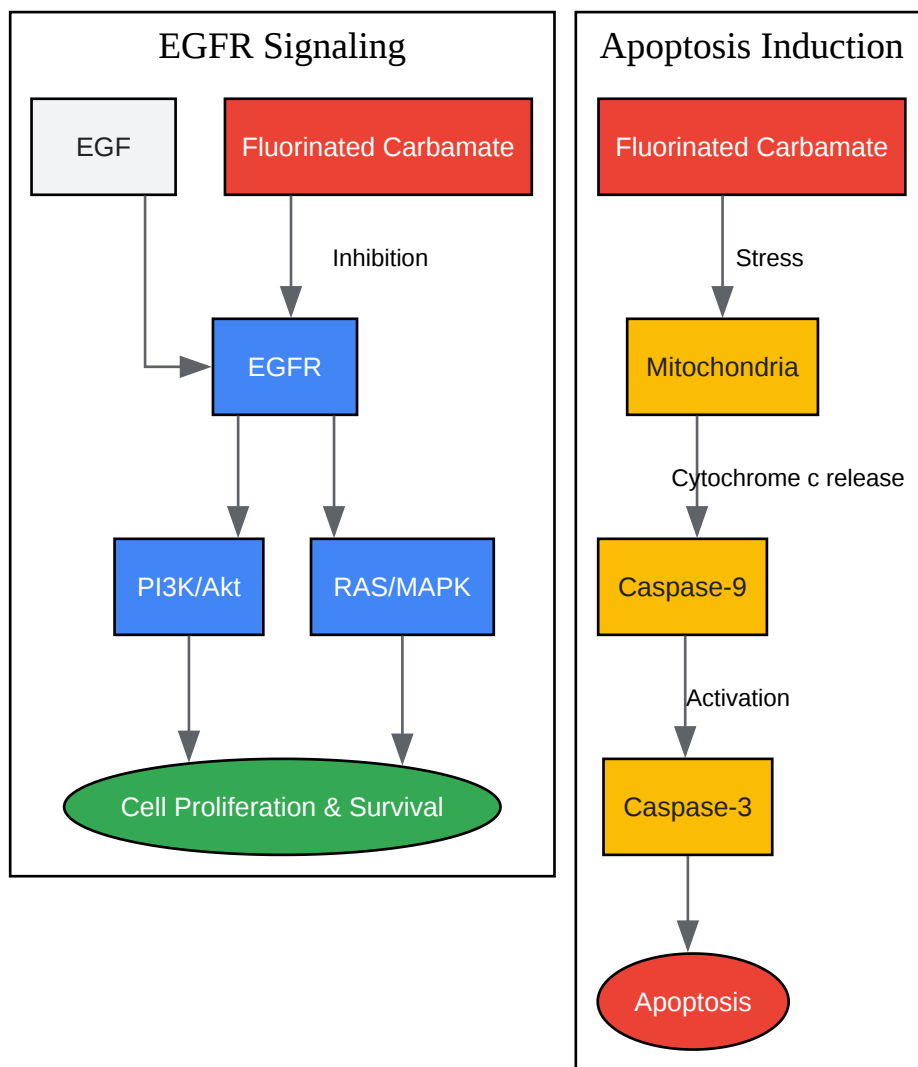 EGFR Signaling
EGF
Fluorinated Carbamate
Inhibition
EGFR
PI3K/Akt
RAS/MAPK
Cell Proliferation & Survival
Apoptosis Induction
Fluorinated Carbamate
Stress
Mitochondria
Cytochrome c release
Caspase-9
Activation
Caspase-3
Apoptosis